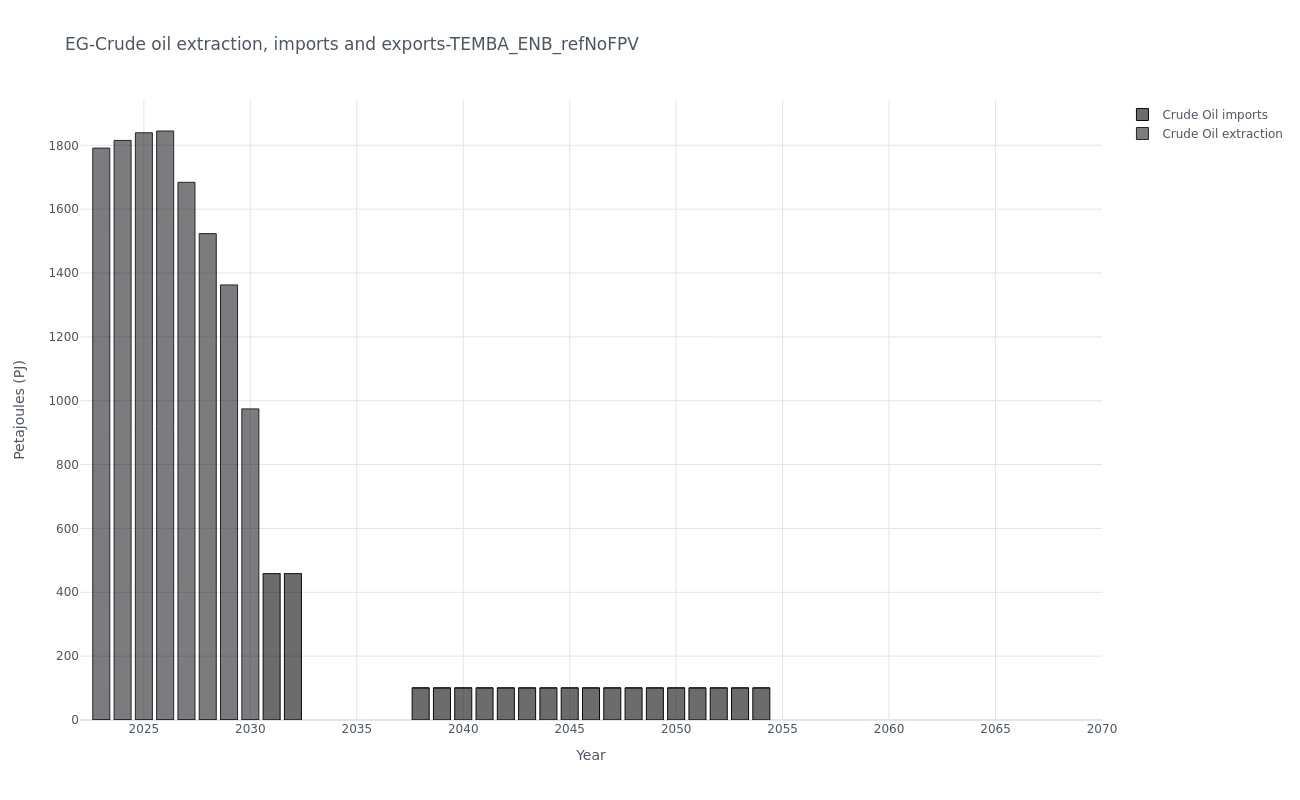 EG-Crude oil extraction, imports and exports-TEMBA_ENB_refNoFPV
Crude Oil imports
Crude Oil extraction
1800
1600
1400
1200
1000
800
600
400
200
0
Petajoules (PJ)
2025 2030 2035 2040 2045 2050 2055 2060 2065 2070
Year